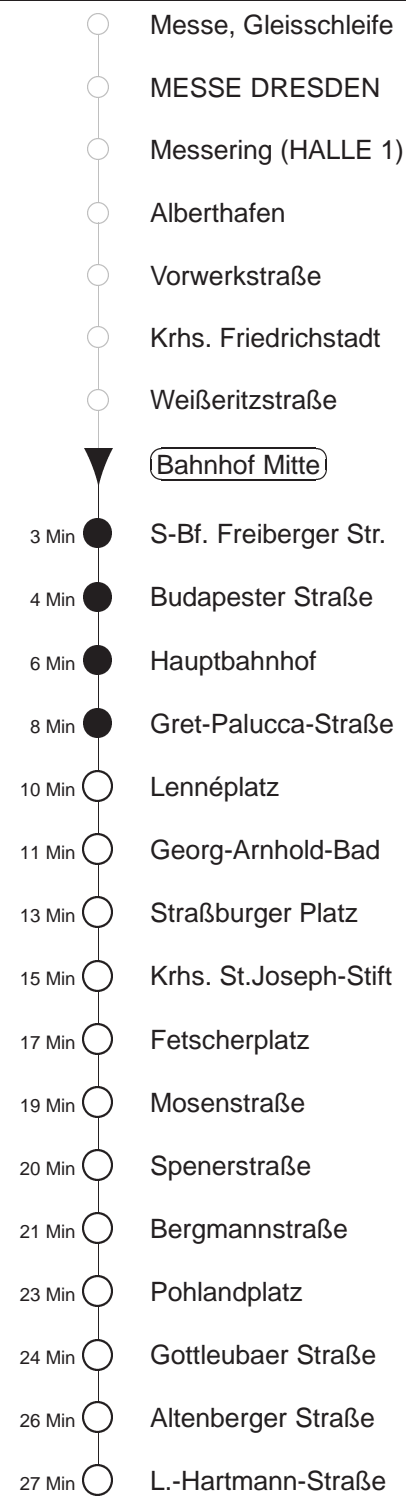 Messe, Gleisschleife
MESSE DRESDEN
Messering (HALLE 1)
Alberthafen
Vorwerkstraße
Krhs. Friedrichstadt
Weißeritzstraße
Bahnhof Mitte
3 Min S-Bf. Freiberger Str.
4 Min Budapester Straße
6 Min Hauptbahnhof
8 Min Gret-Palucca-Straße
10 Min Lennéplatz
11 Min Georg-Arnhold-Bad
13 Min Straßburger Platz
15 Min Krhs. St.Joseph-Stift
17 Min Fetscherplatz
19 Min Mosenstraße
20 Min Spenerstraße
21 Min Bergmannstraße
23 Min Pohlandplatz
24 Min Gottleubaer Straße
26 Min Altenberger Straße
27 Min L.-Hartmann-Straße